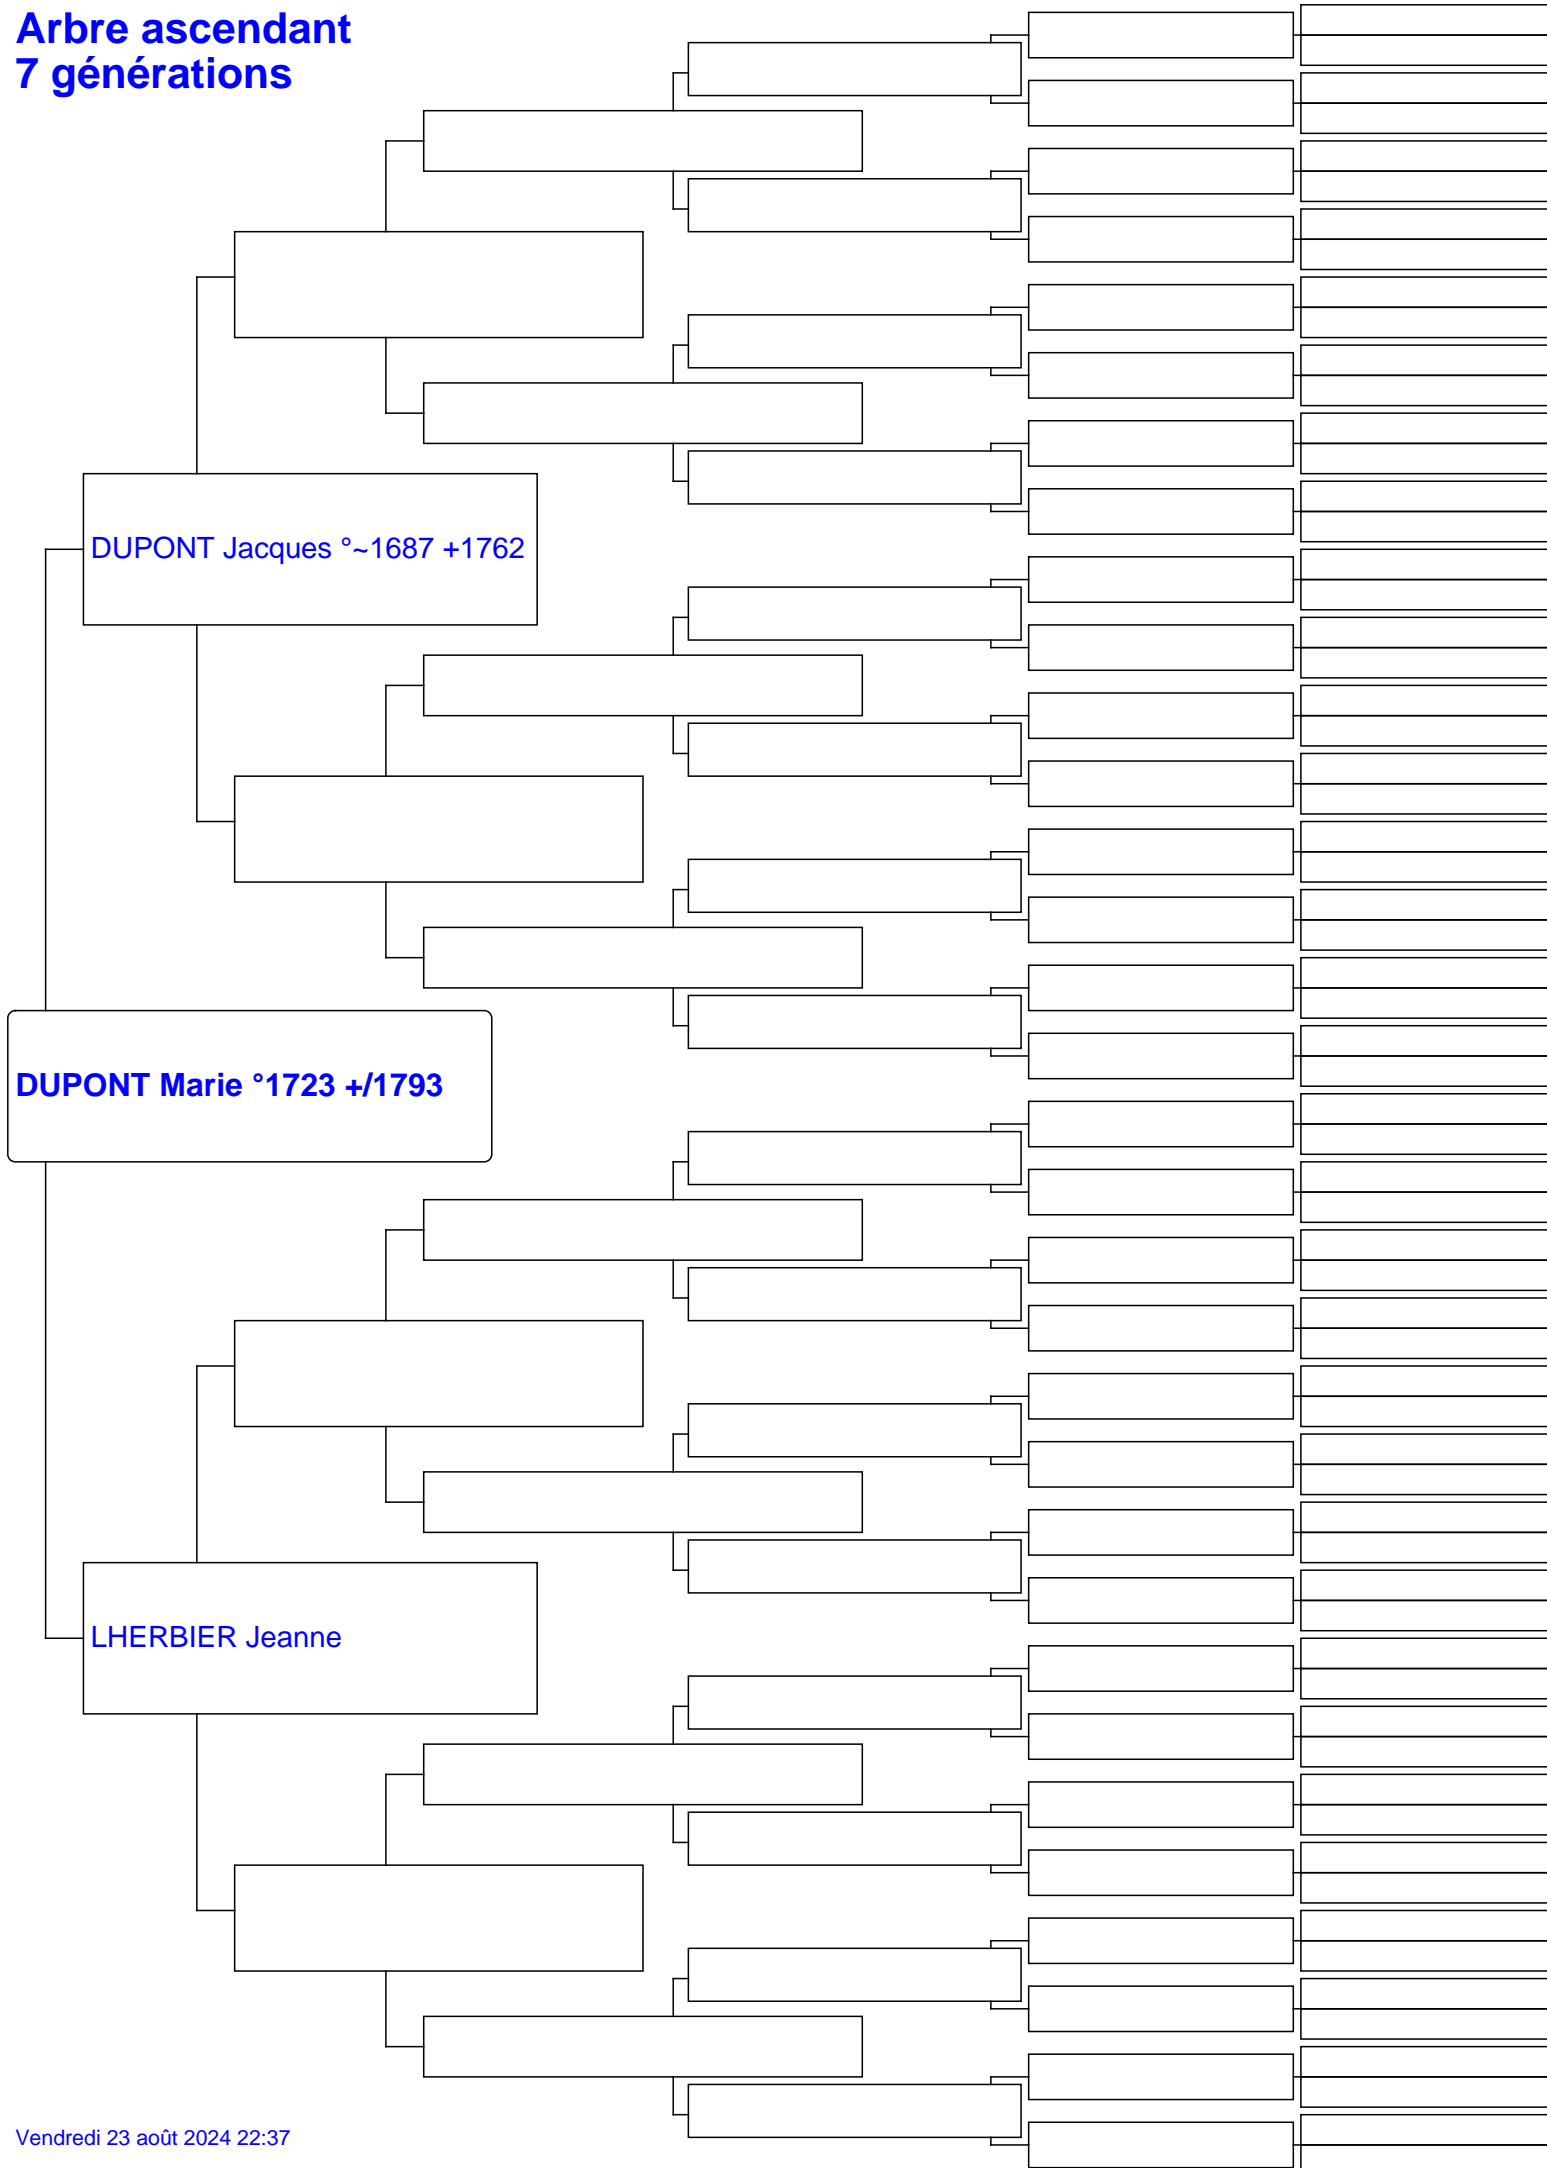 Arbre ascendant
7 générations
DUPONT Jacques °~1687 +1762
DUPONT Marie °1723 +/1793
LHERBIER Jeanne
Vendredi 23 août 2024 22:37